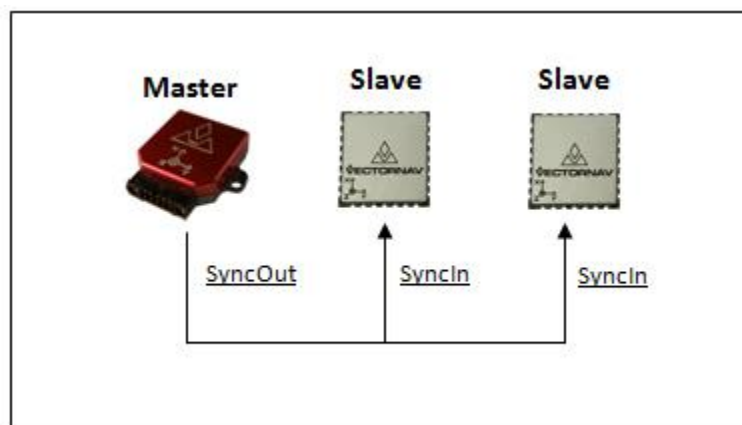 Master
Slave
Slave
VECTORNAV
VECTORNAV
SyncOut
SyncIn
SyncIn